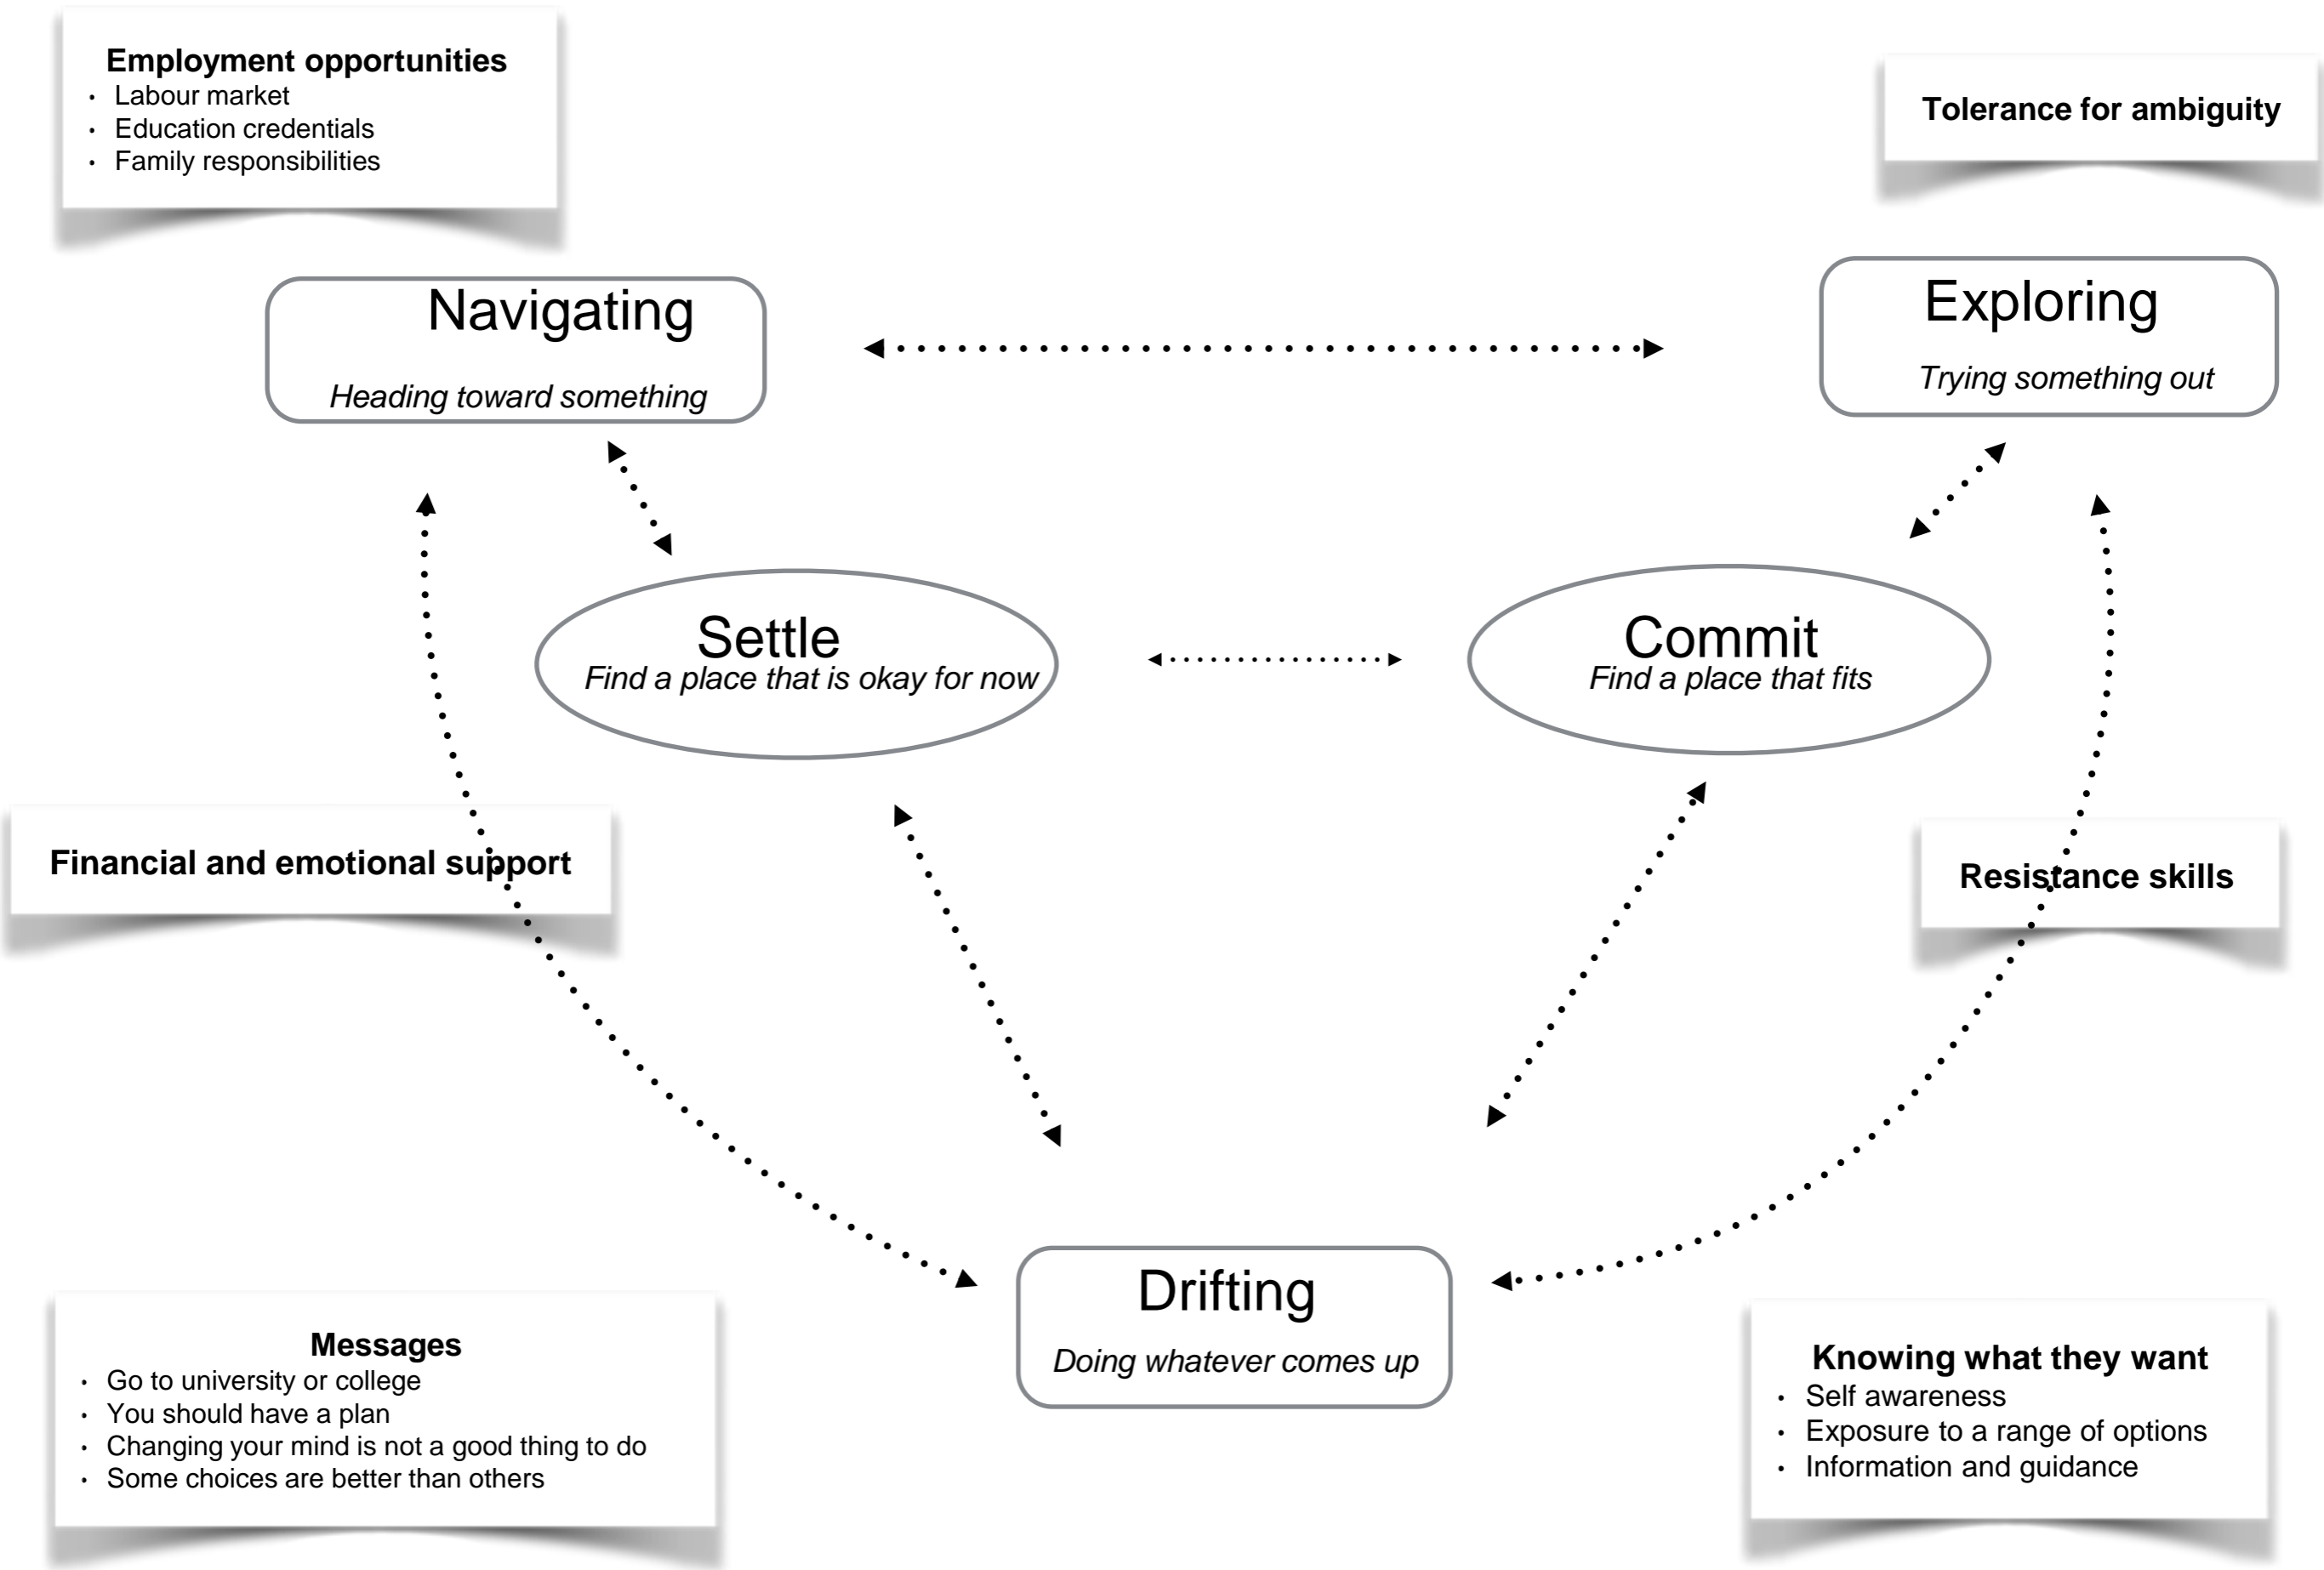 Employment opportunities
• Labour market
• Education credentials
• Family responsibilities
Tolerance for ambiguity
Navigating
Heading toward something
Exploring
Trying something out
Settle
Find a place that is okay for now
Commit
Find a place that fits
Financial and emotional support
Resistance skills
Drifting
Doing whatever comes up
Messages
• Go to university or college
• You should have a plan
• Changing your mind is not a good thing to do
• Some choices are better than others
Knowing what they want
• Self awareness
• Exposure to a range of options
• Information and guidance